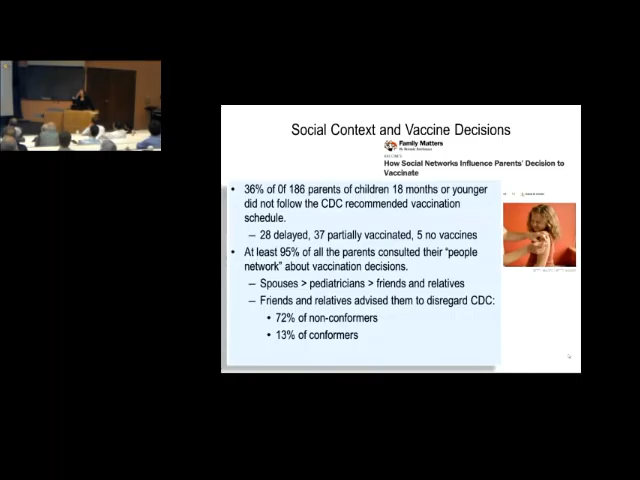 Social Context and Vaccine Decisions
Family Matters
How Social Networks Influence Parents' Decision to
Vaccinate
• 36% of 0f 186 parents of children 18 months or younger
did not follow the CDC recommended vaccination
schedule.
– 28 delayed, 37 partially vaccinated, 5 no vaccines
• At least 95% of all the parents consulted their "people
network" about vaccination decisions.
– Spouses > pediatricians > friends and relatives
– Friends and relatives advised them to disregard CDC:
• 72% of non-conformers
• 13% of conformers